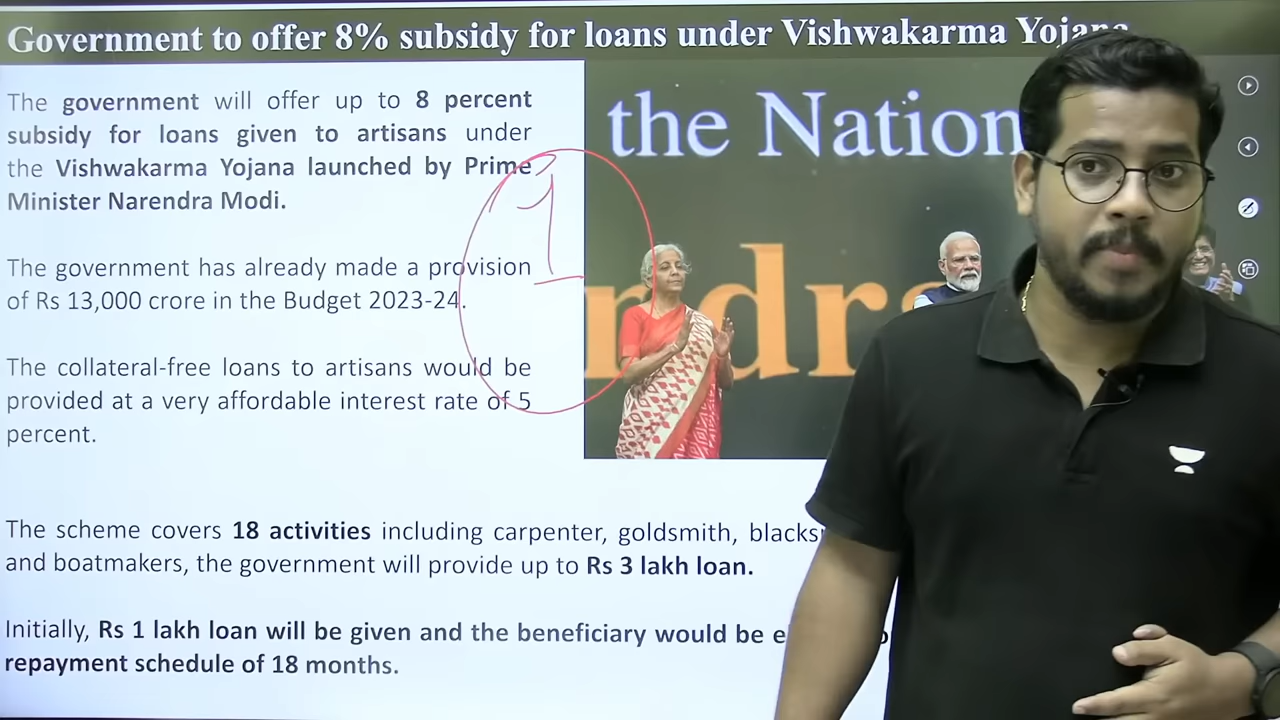 Government to offer 8% subsidy for loans under Vishwakarma Yojana
The government will offer up to 8 percent
subsidy for loans given to artisans under
the Vishwakarma Yojana launched by Prime
Minister Narendra Modi.
The government has already made a provision
of Rs 13,000 crore in the Budget 2023-24.
The collateral-free loans to artisans would be
provided at a very affordable interest rate of 5
percent.
the Nation
ndra
1
The scheme covers 18 activities including carpenter, goldsmith,
and boatmakers, the government will provide up to Rs 3 lakh loan.
Initially, Rs 1 lakh loan will be given and the beneficiary would be
repayment schedule of 18 months.